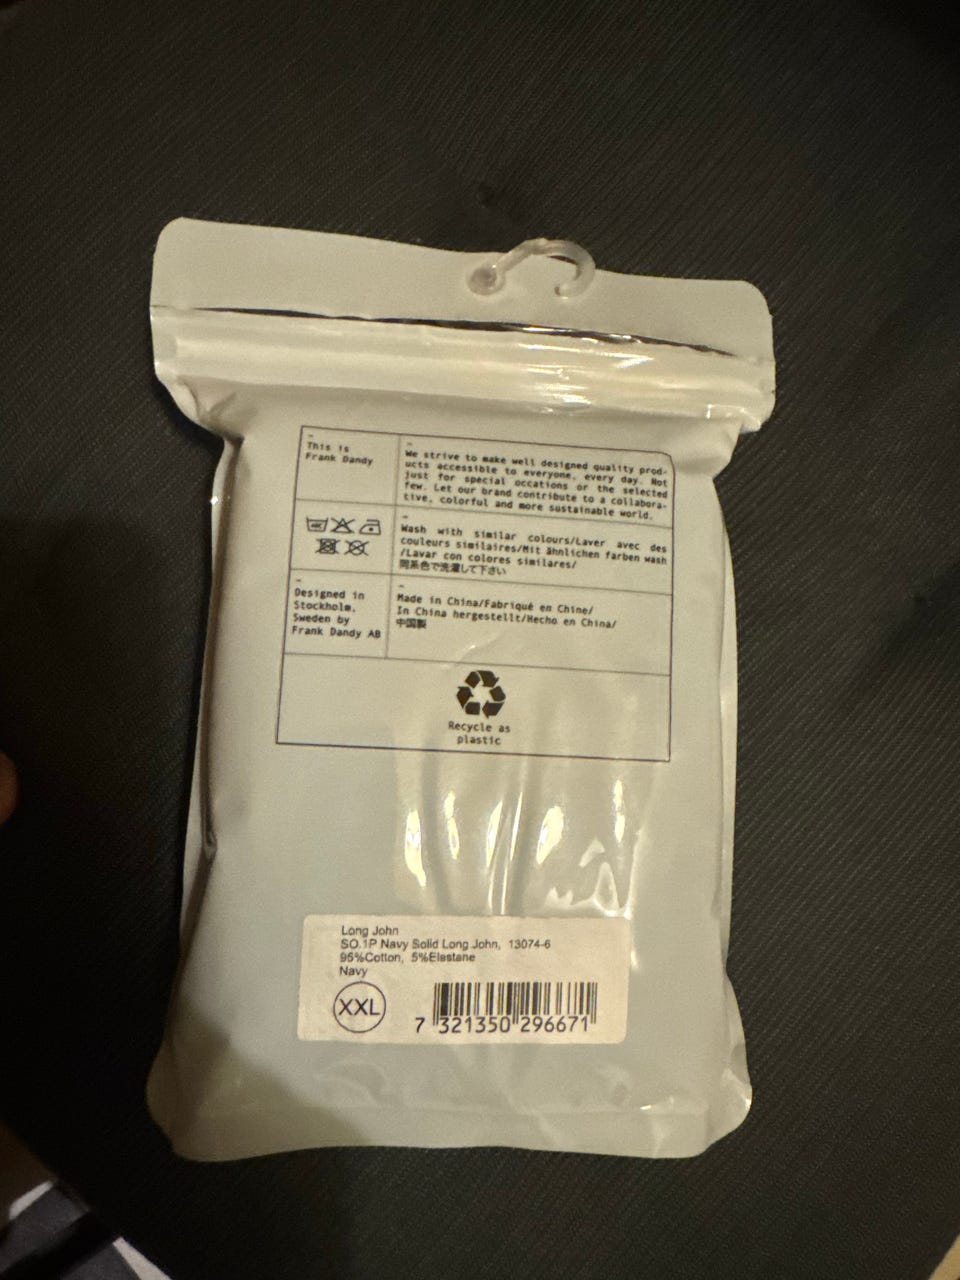 This is
Frank Dandy
We strive to make well designed quality prod-
ucts accessible to everyone, every day. Not
just for special occations or the selected
few. Let our brand contribute to a collabora-
tive, colorful and more sustainable world.
Wash with similar colours/Laver avec des
couleurs similaires/Mit ähnlichen farben wash
/Lavar con colores similares/
同系色で洗濯して下さい
Designed in
Stockholm,
Sweden by
Frank Dandy AB
Made in China/Fabriqué en Chine/
In China hergestellt/Hecho en China/
中国製
Recycle as
plastic
Long John
SO.1P Navy Solid Long John, 13074-6
95%Cotton, 5%Elastane
Navy
XXL
7 321350 296671